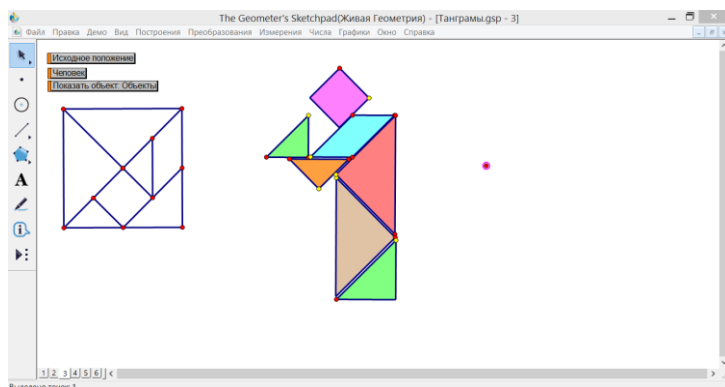 The Geometer's Sketchpad(Живая Геометрия) - [Танграмы.gsp - 3]
Файл Правка Демо Вид Построения Преобразования Измерения Числа Графики Окно Справка
Исходное положение
Человек
Показать объект: Объекты
A
1 2 3 4 5 6